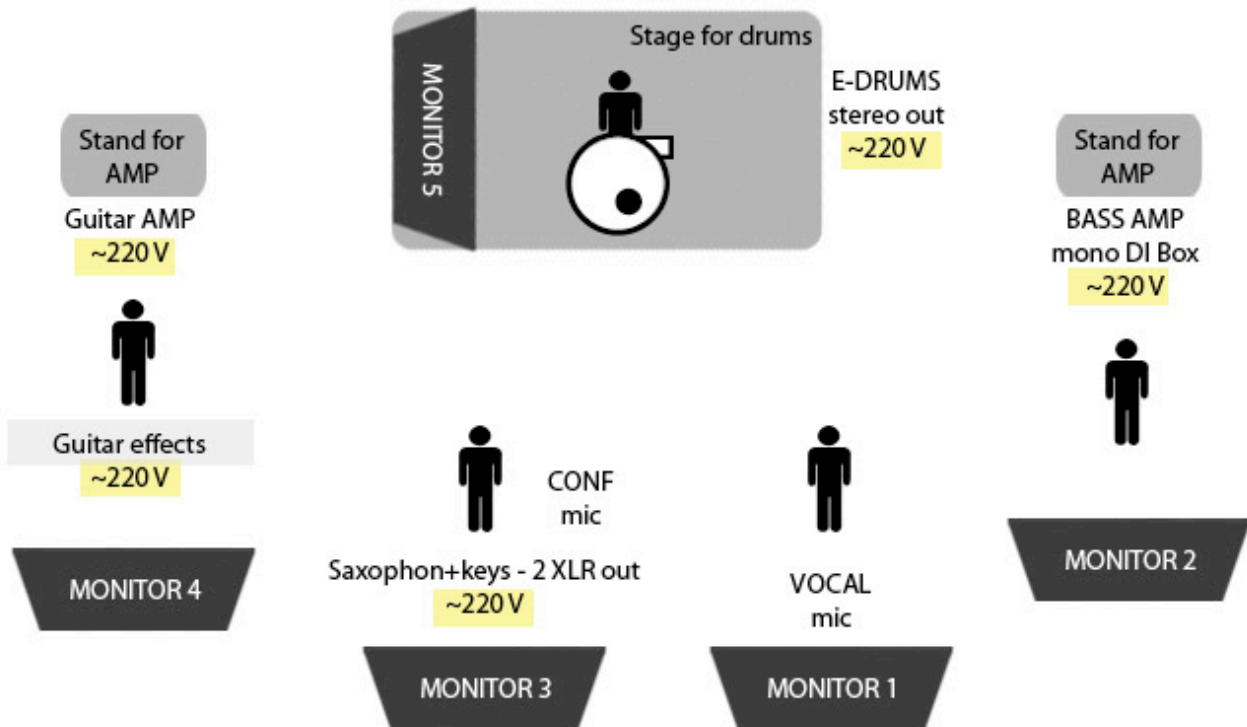 Stage for drums
MONITOR 5
E-DRUMS
stereo out
~220 V
Stand for
AMP
Guitar AMP
~220 V
Stand for
AMP
BASS AMP
mono DI Box
~220 V
Guitar effects
~220 V
MONITOR 4
CONF
mic
Saxophon+keys - 2 XLR out
~220 V
MONITOR 3
VOCAL
mic
MONITOR 1
MONITOR 2